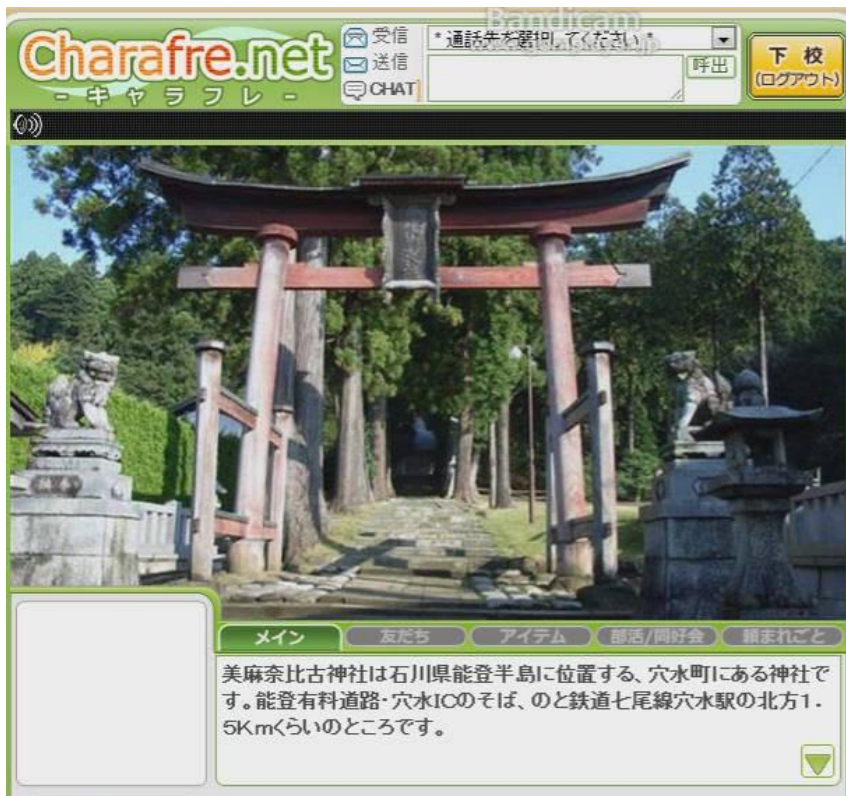 Bandicam
Charafre.net
- キャラフレ -
受信
送信
CHAT
* 通話先を選択してください *
呼出
下校
(ログアウト)
メイン
友だち
アイテム
部活/同好会
頼まれごと
美麻奈比古神社は石川県能登半島に位置する、穴水町にある神社で
す。能登有料道路・穴水ICのそば、のと鉄道七尾線穴水駅の北方1.
5Kmくらいのところです。